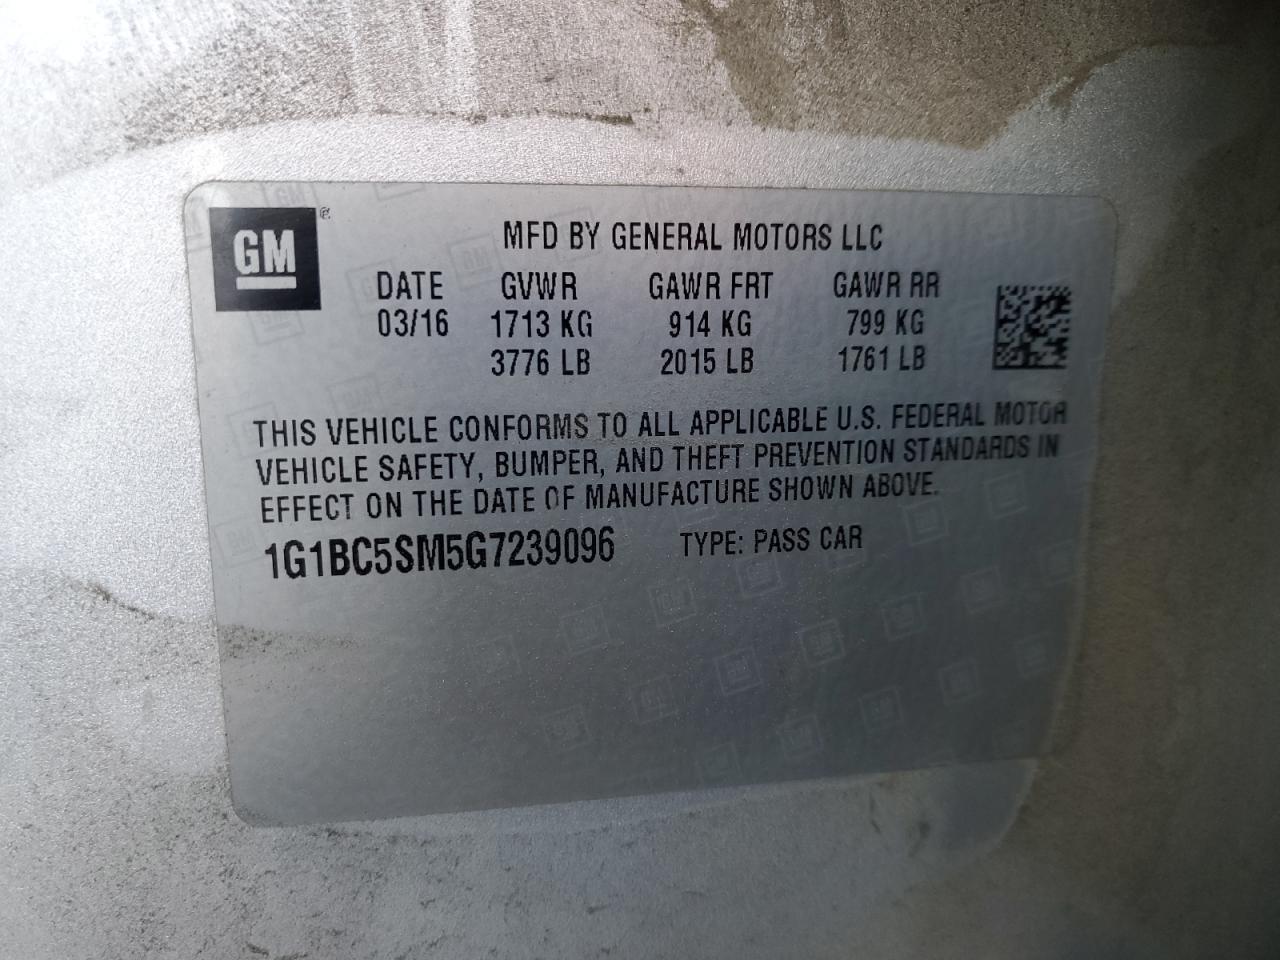 GM®
MFD BY GENERAL MOTORS LLC
DATE GVWR GAWR FRT GAWR RR
03/16 1713 KG 914 KG 799 KG
3776 LB 2015 LB 1761 LB
THIS VEHICLE CONFORMS TO ALL APPLICABLE U.S. FEDERAL MOTOR
VEHICLE SAFETY, BUMPER, AND THEFT PREVENTION STANDARDS IN
EFFECT ON THE DATE OF MANUFACTURE SHOWN ABOVE.
1G1BC5SM5G7239096 TYPE: PASS CAR